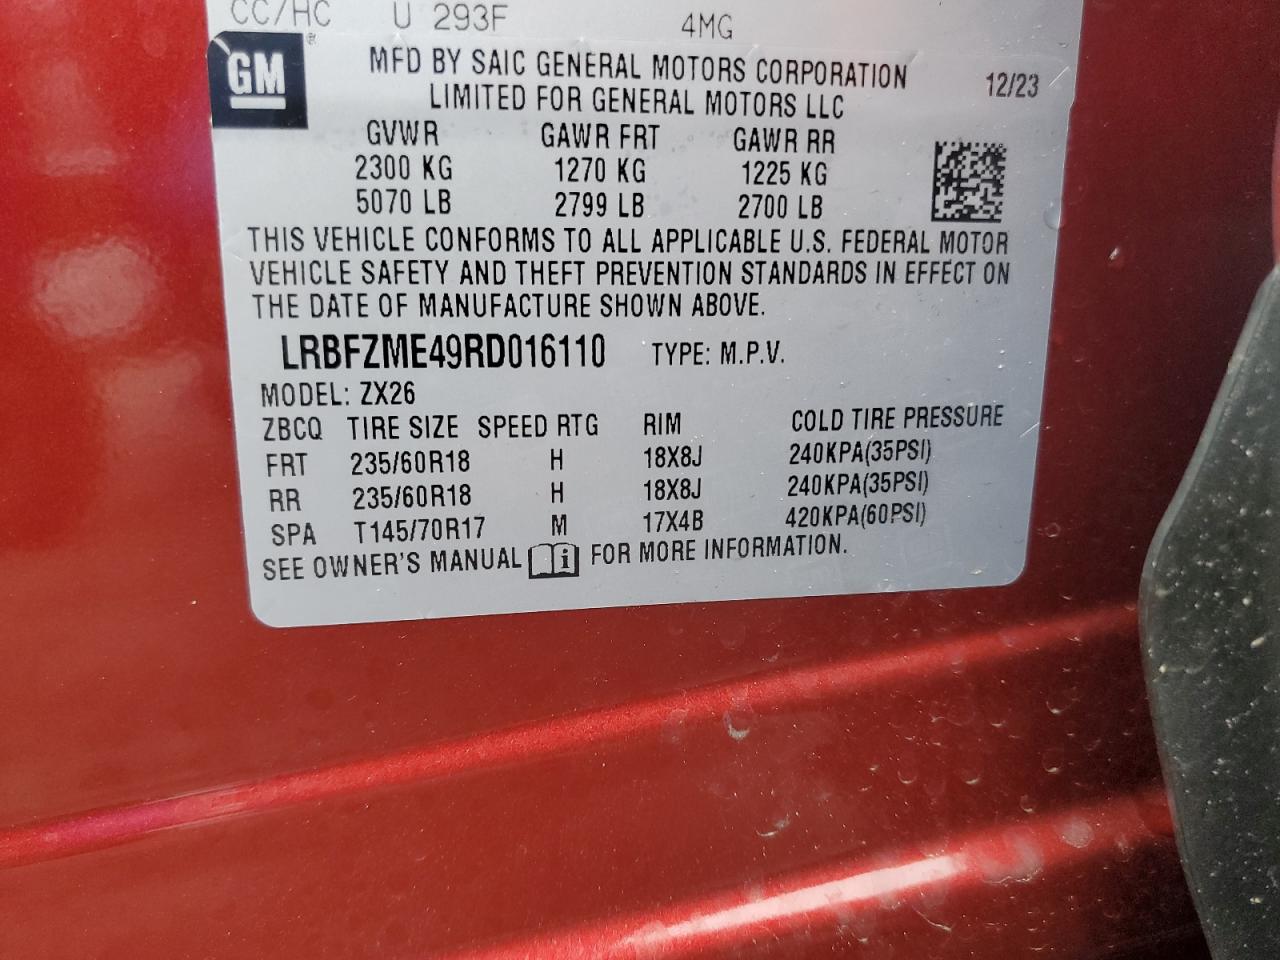 CC/HC U 293F 4MG
GM ®
MFD BY SAIC GENERAL MOTORS CORPORATION 12/23
LIMITED FOR GENERAL MOTORS LLC
GVWR GAWR FRT GAWR RR
2300 KG 1270 KG 1225 KG
5070 LB 2799 LB 2700 LB
THIS VEHICLE CONFORMS TO ALL APPLICABLE U.S. FEDERAL MOTOR
VEHICLE SAFETY AND THEFT PREVENTION STANDARDS IN EFFECT ON
THE DATE OF MANUFACTURE SHOWN ABOVE.
LRBFZME49RD016110 TYPE: M.P.V.
MODEL: ZX26
ZBCQ TIRE SIZE SPEED RTG RIM COLD TIRE PRESSURE
FRT 235/60R18 H 18X8J 240KPA(35PSI)
RR 235/60R18 H 18X8J 240KPA(35PSI)
SPA T145/70R17 M 17X4B 420KPA(60PSI)
SEE OWNER'S MANUAL i FOR MORE INFORMATION.